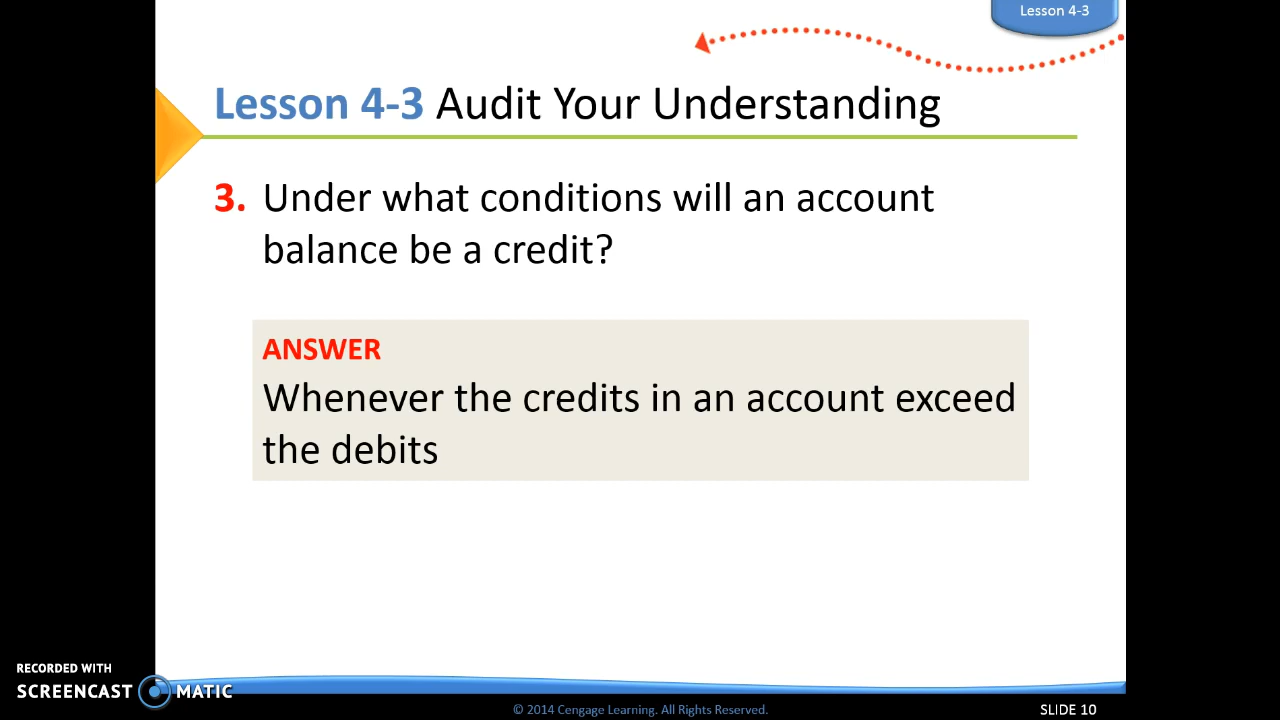 Lesson 4-3
Lesson 4-3 Audit Your Understanding
3. Under what conditions will an account
balance be a credit?
ANSWER
Whenever the credits in an account exceed
the debits
RECORDED WITH
SCREENCAST MATIC
© 2014 Cengage Learning. All Rights Reserved.
SLIDE 10